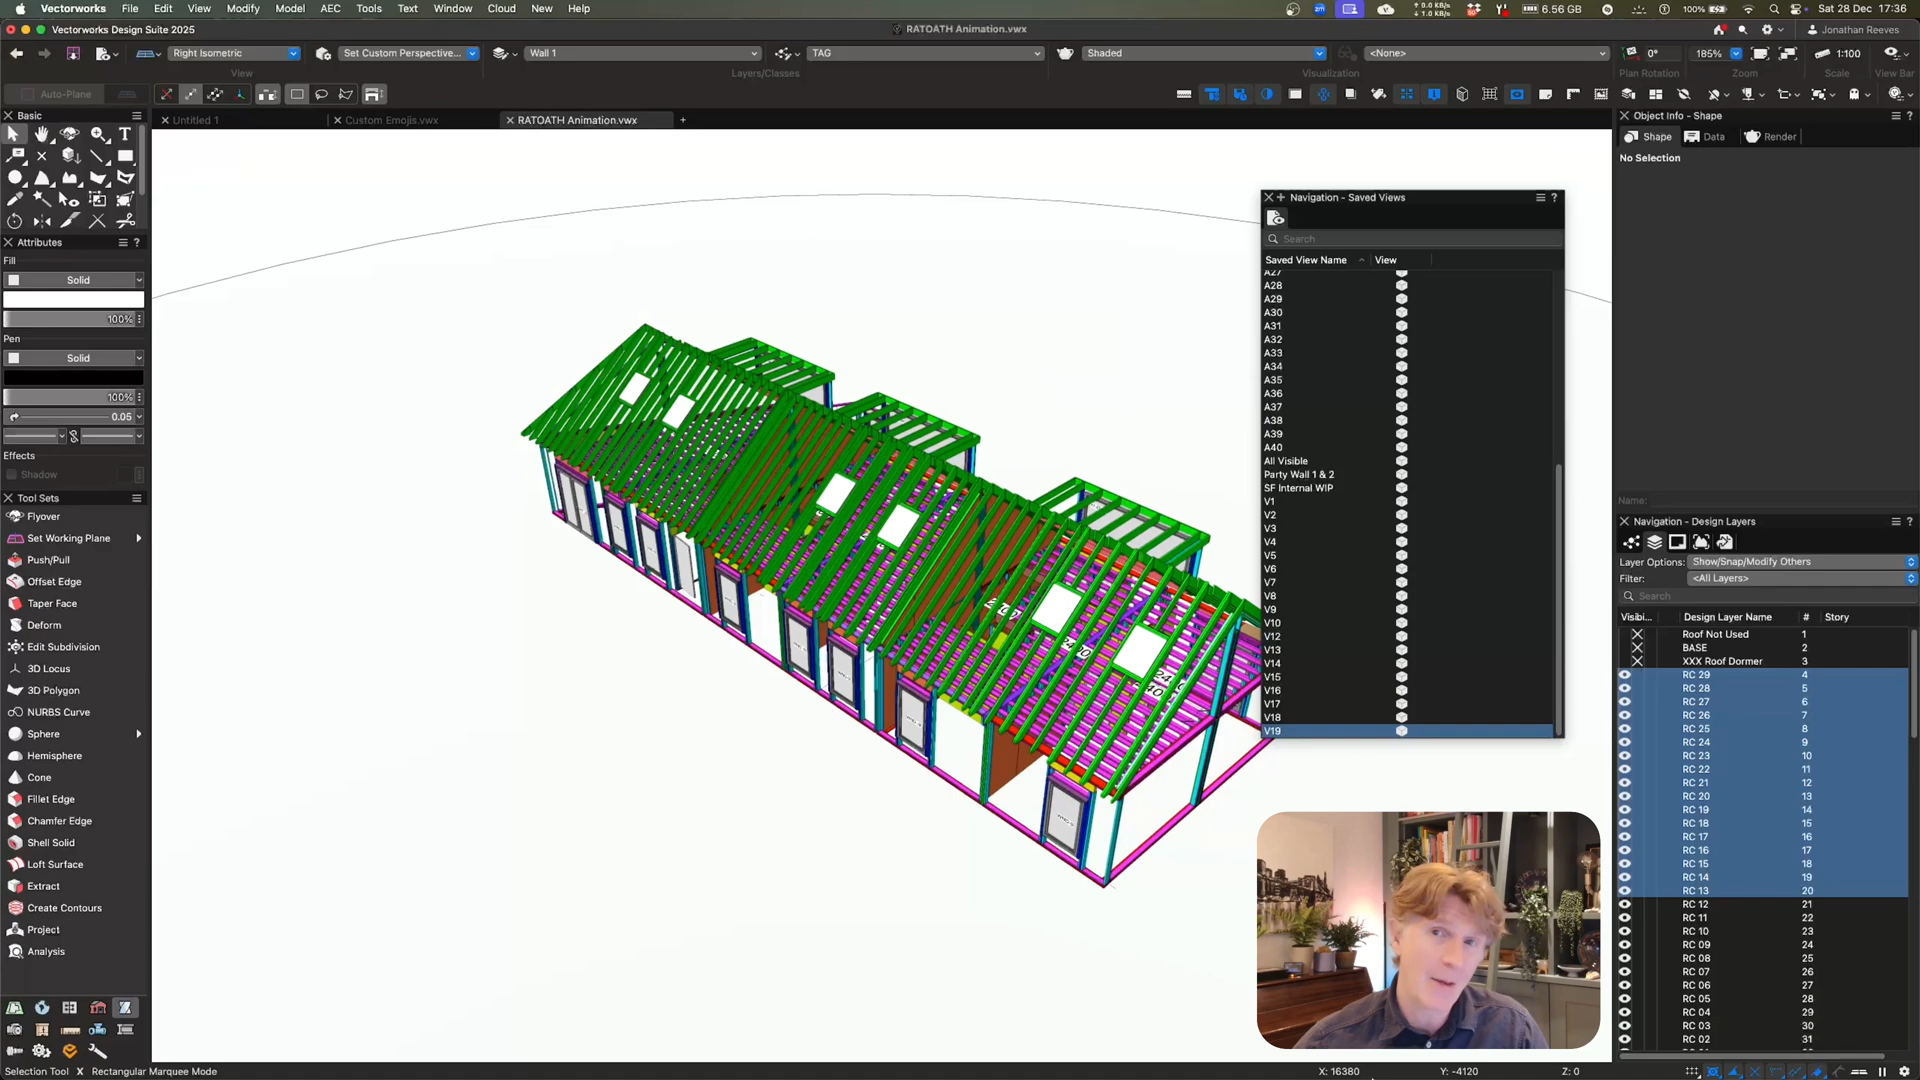 Vectorworks File Edit View Modify Model AEC Tools Text Window Cloud New Help
0.0 KB/s
1.0 KB/s
6.56 GB 100% Sat 28 Dec 17:36
Vectorworks Design Suite 2025
RATOATH Animation.vwx
Jonathan Reeves
Right Isometric
Set Custom Perspective...
Wall 1
TAG
Shaded
<None>
0°
185%
1:100
View
Layers/Classes
Visualization
Plan Rotation
Zoom
Scale
View Bar
Auto-Plane
Basic
Untitled 1
Custom Emojis.vwx
RATOATH Animation.vwx
Object Info - Shape
Shape
Data
Render
No Selection
Attributes
Fill
Solid
100%
Pen
Solid
100%
0.05
Effects
Shadow
Tool Sets
Flyover
Set Working Plane
Push/Pull
Offset Edge
Taper Face
Deform
Edit Subdivision
3D Locus
3D Polygon
NURBS Curve
Sphere
Hemisphere
Cone
Fillet Edge
Chamfer Edge
Shell Solid
Loft Surface
Extract
Create Contours
Project
Analysis
Navigation - Saved Views
Search
Saved View Name View
A27
A28
A29
A30
A31
A32
A33
A34
A35
A36
A37
A38
A39
A40
All Visible
Party Wall 1 & 2
SF Internal WIP
V1
V2
V3
V4
V5
V6
V7
V8
V9
V10
V12
V13
V14
V15
V16
V17
V18
V19
2400
Name:
Navigation - Design Layers
Layer Options: Show/Snap/Modify Others
Filter: <All Layers>
Search
Visibi... Design Layer Name # Story
Roof Not Used 1
BASE 2
XXX Roof Dormer 3
RC 29 4
RC 28 5
RC 27 6
RC 26 7
RC 25 8
RC 24 9
RC 23 10
RC 22 11
RC 21 12
RC 20 13
RC 19 14
RC 18 15
RC 17 16
RC 16 17
RC 15 18
RC 14 19
RC 13 20
RC 12 21
RC 11 22
RC 10 23
RC 09 24
RC 08 25
RC 07 26
RC 06 27
RC 05 28
RC 04 29
RC 03 30
RC 02 31
Selection Tool Rectangular Marquee Mode
X: 16380 Y: -4120 Z: 0